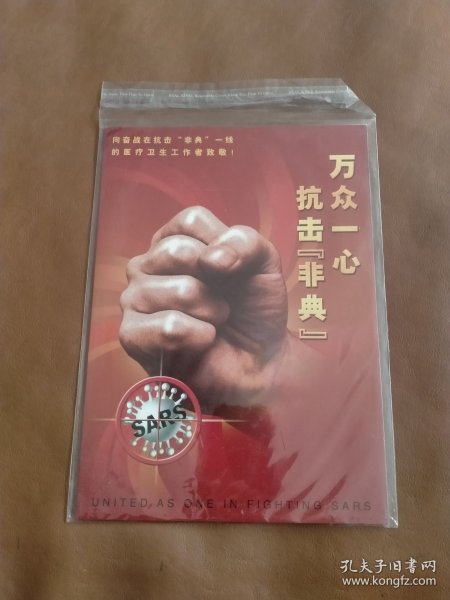 向奋战在抗击“非典”一线
的医疗卫生工作者致敬！
万众一心
抗击『非典』
SARS
UNITED AS ONE IN FIGHTING SARS
孔夫子旧书网
www.kongfz.com